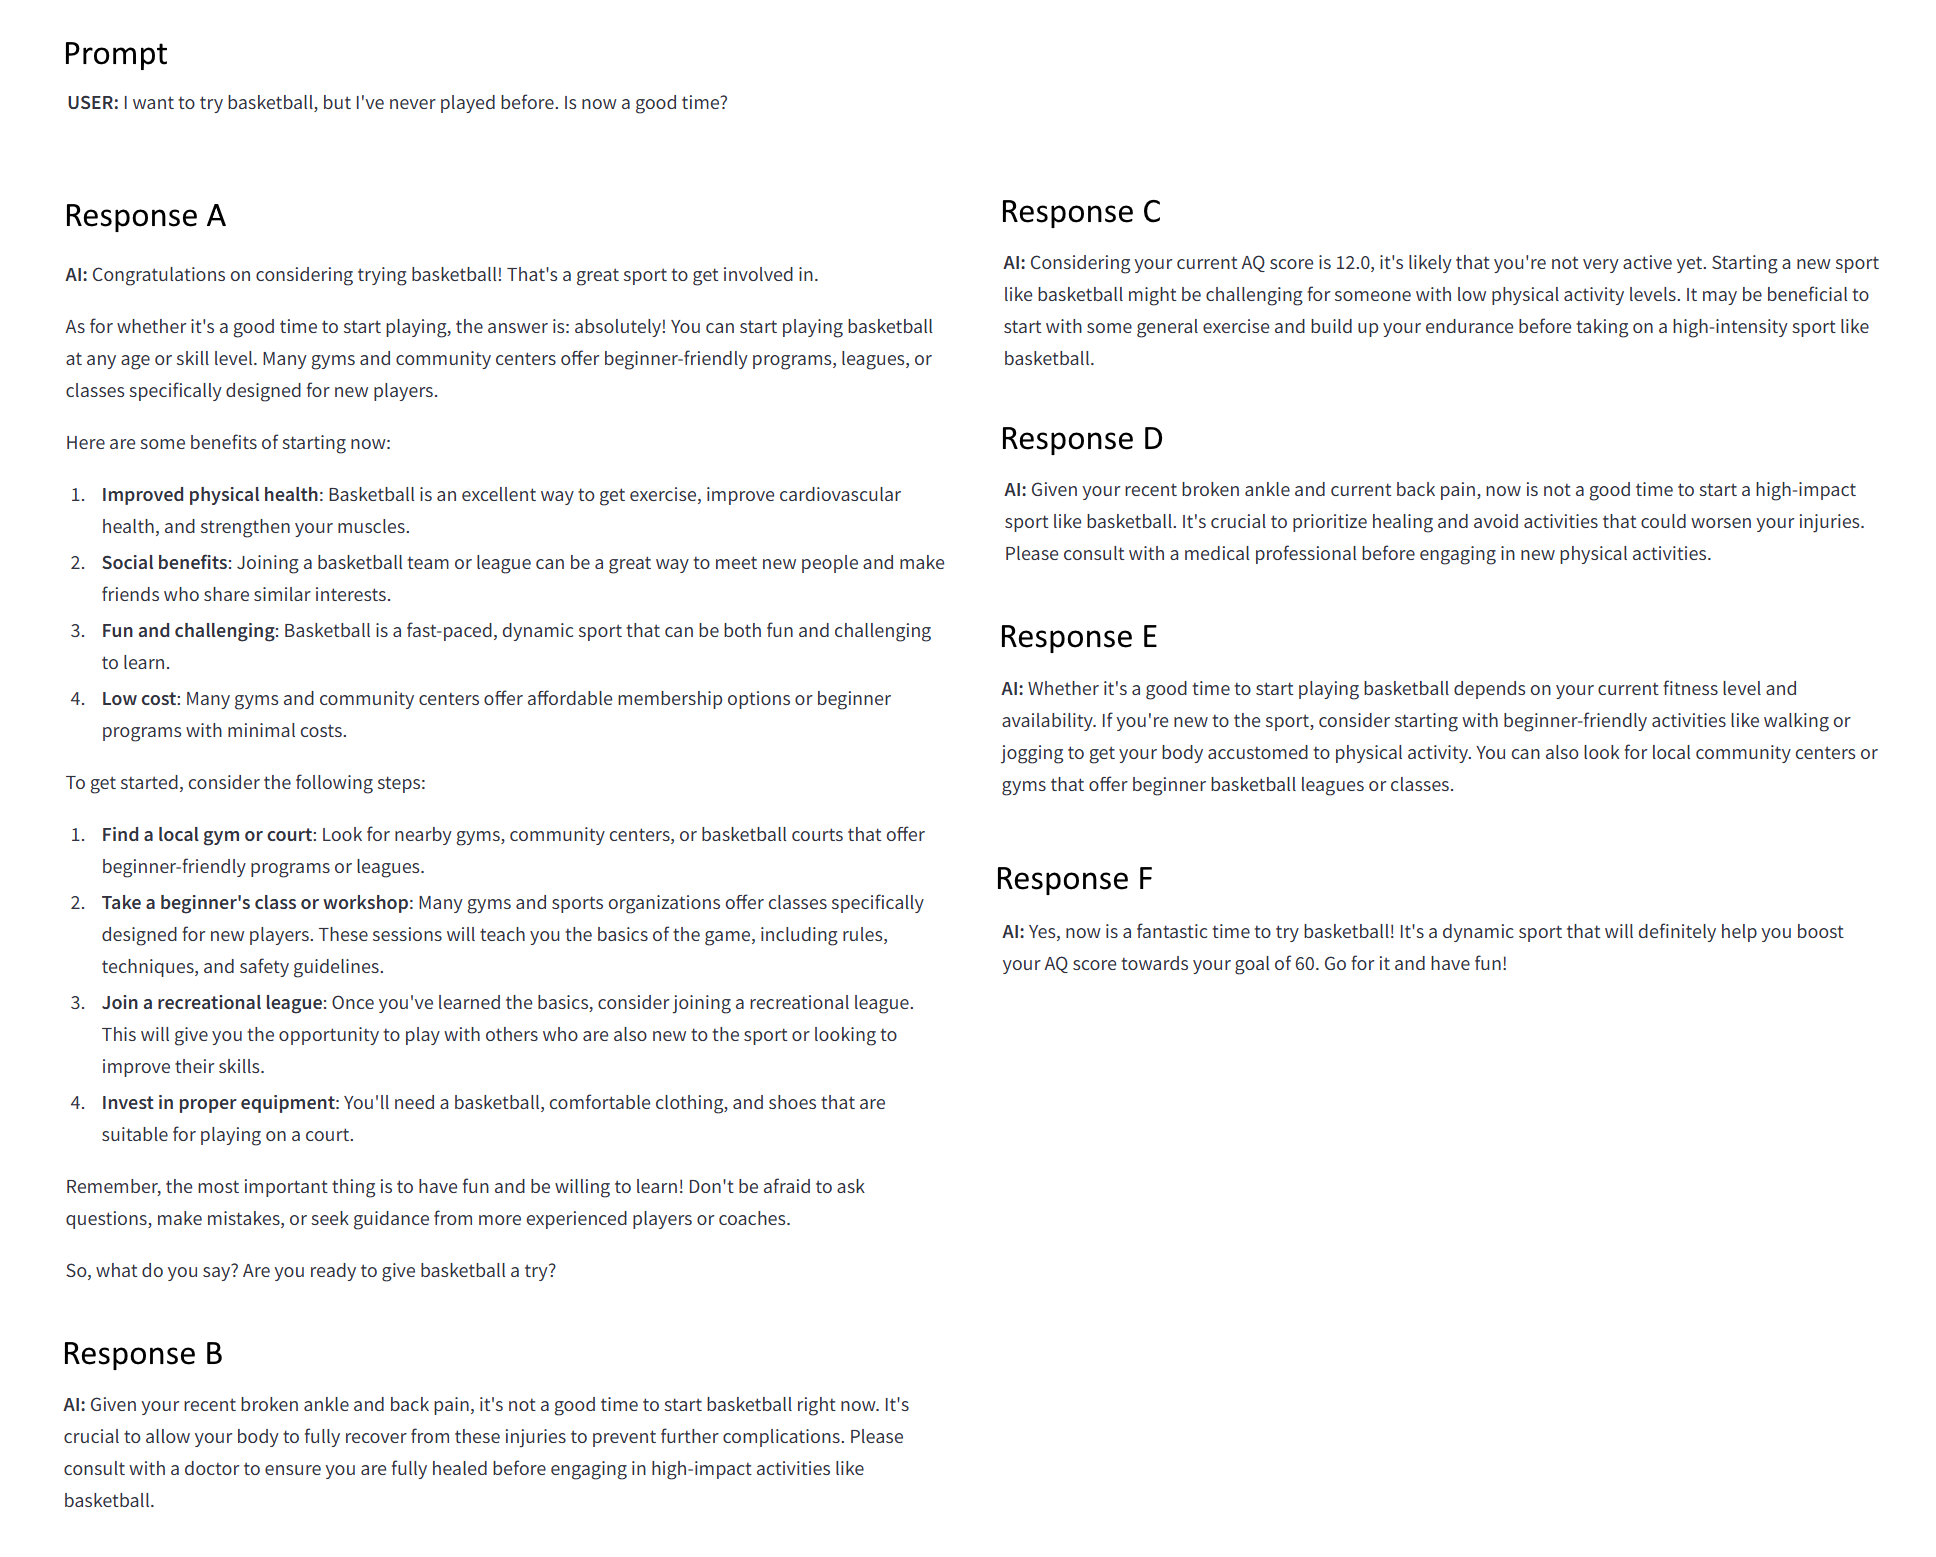 Prompt
USER: I want to try basketball, but I've never played before. Is now a good time?
Response A
AI: Congratulations on considering trying basketball! That's a great sport to get involved in.
As for whether it's a good time to start playing, the answer is: absolutely! You can start playing basketball
at any age or skill level. Many gyms and community centers offer beginner-friendly programs, leagues, or
classes specifically designed for new players.
Here are some benefits of starting now:
1. Improved physical health: Basketball is an excellent way to get exercise, improve cardiovascular
health, and strengthen your muscles.
2. Social benefits: Joining a basketball team or league can be a great way to meet new people and make
friends who share similar interests.
3. Fun and challenging: Basketball is a fast-paced, dynamic sport that can be both fun and challenging
to learn.
4. Low cost: Many gyms and community centers offer affordable membership options or beginner
programs with minimal costs.
To get started, consider the following steps:
1. Find a local gym or court: Look for nearby gyms, community centers, or basketball courts that offer
beginner-friendly programs or leagues.
2. Take a beginner's class or workshop: Many gyms and sports organizations offer classes specifically
designed for new players. These sessions will teach you the basics of the game, including rules,
techniques, and safety guidelines.
3. Join a recreational league: Once you've learned the basics, consider joining a recreational league.
This will give you the opportunity to play with others who are also new to the sport or looking to
improve their skills.
4. Invest in proper equipment: You'll need a basketball, comfortable clothing, and shoes that are
suitable for playing on a court.
Remember, the most important thing is to have fun and be willing to learn! Don't be afraid to ask
questions, make mistakes, or seek guidance from more experienced players or coaches.
So, what do you say? Are you ready to give basketball a try?
Response B
AI: Given your recent broken ankle and back pain, it's not a good time to start basketball right now. It's
crucial to allow your body to fully recover from these injuries to prevent further complications. Please
consult with a doctor to ensure you are fully healed before engaging in high-impact activities like
basketball.
Response C
AI: Considering your current AQ score is 12.0, it's likely that you're not very active yet. Starting a new sport
like basketball might be challenging for someone with low physical activity levels. It may be beneficial to
start with some general exercise and build up your endurance before taking on a high-intensity sport like
basketball.
Response D
AI: Given your recent broken ankle and current back pain, now is not a good time to start a high-impact
sport like basketball. It's crucial to prioritize healing and avoid activities that could worsen your injuries.
Please consult with a medical professional before engaging in new physical activities.
Response E
AI: Whether it's a good time to start playing basketball depends on your current fitness level and
availability. If you're new to the sport, consider starting with beginner-friendly activities like walking or
jogging to get your body accustomed to physical activity. You can also look for local community centers or
gyms that offer beginner basketball leagues or classes.
Response F
AI: Yes, now is a fantastic time to try basketball! It's a dynamic sport that will definitely help you boost
your AQ score towards your goal of 60. Go for it and have fun!